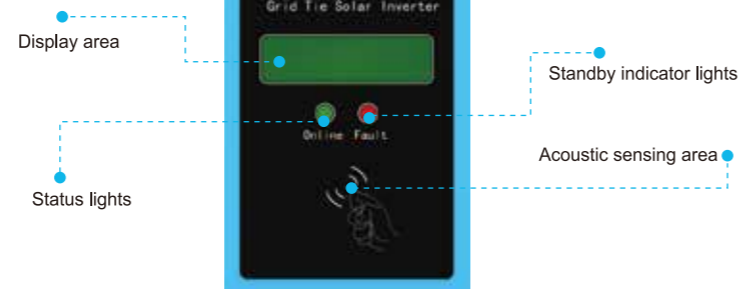 Grid Tie Solar Inverter
Display area
Standby indicator lights
Online Fault
Acoustic sensing area
Status lights